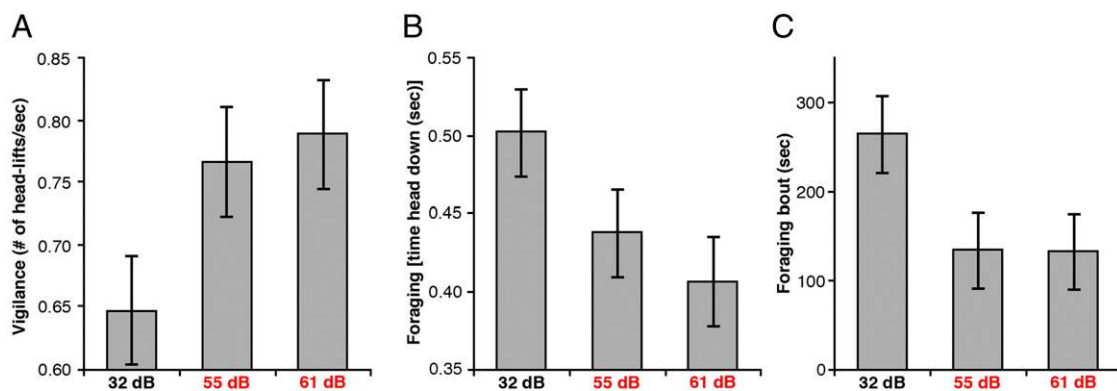 A
Vigilance (# of head-lifts/sec)
0.85
0.80
0.75
0.70
0.65
0.60
32 dB 55 dB 61 dB
B
Foraging [time head down (sec)]
0.55
0.50
0.45
0.40
0.35
32 dB 55 dB 61 dB
C
Foraging bout (sec)
300
200
100
0
32 dB 55 dB 61 dB